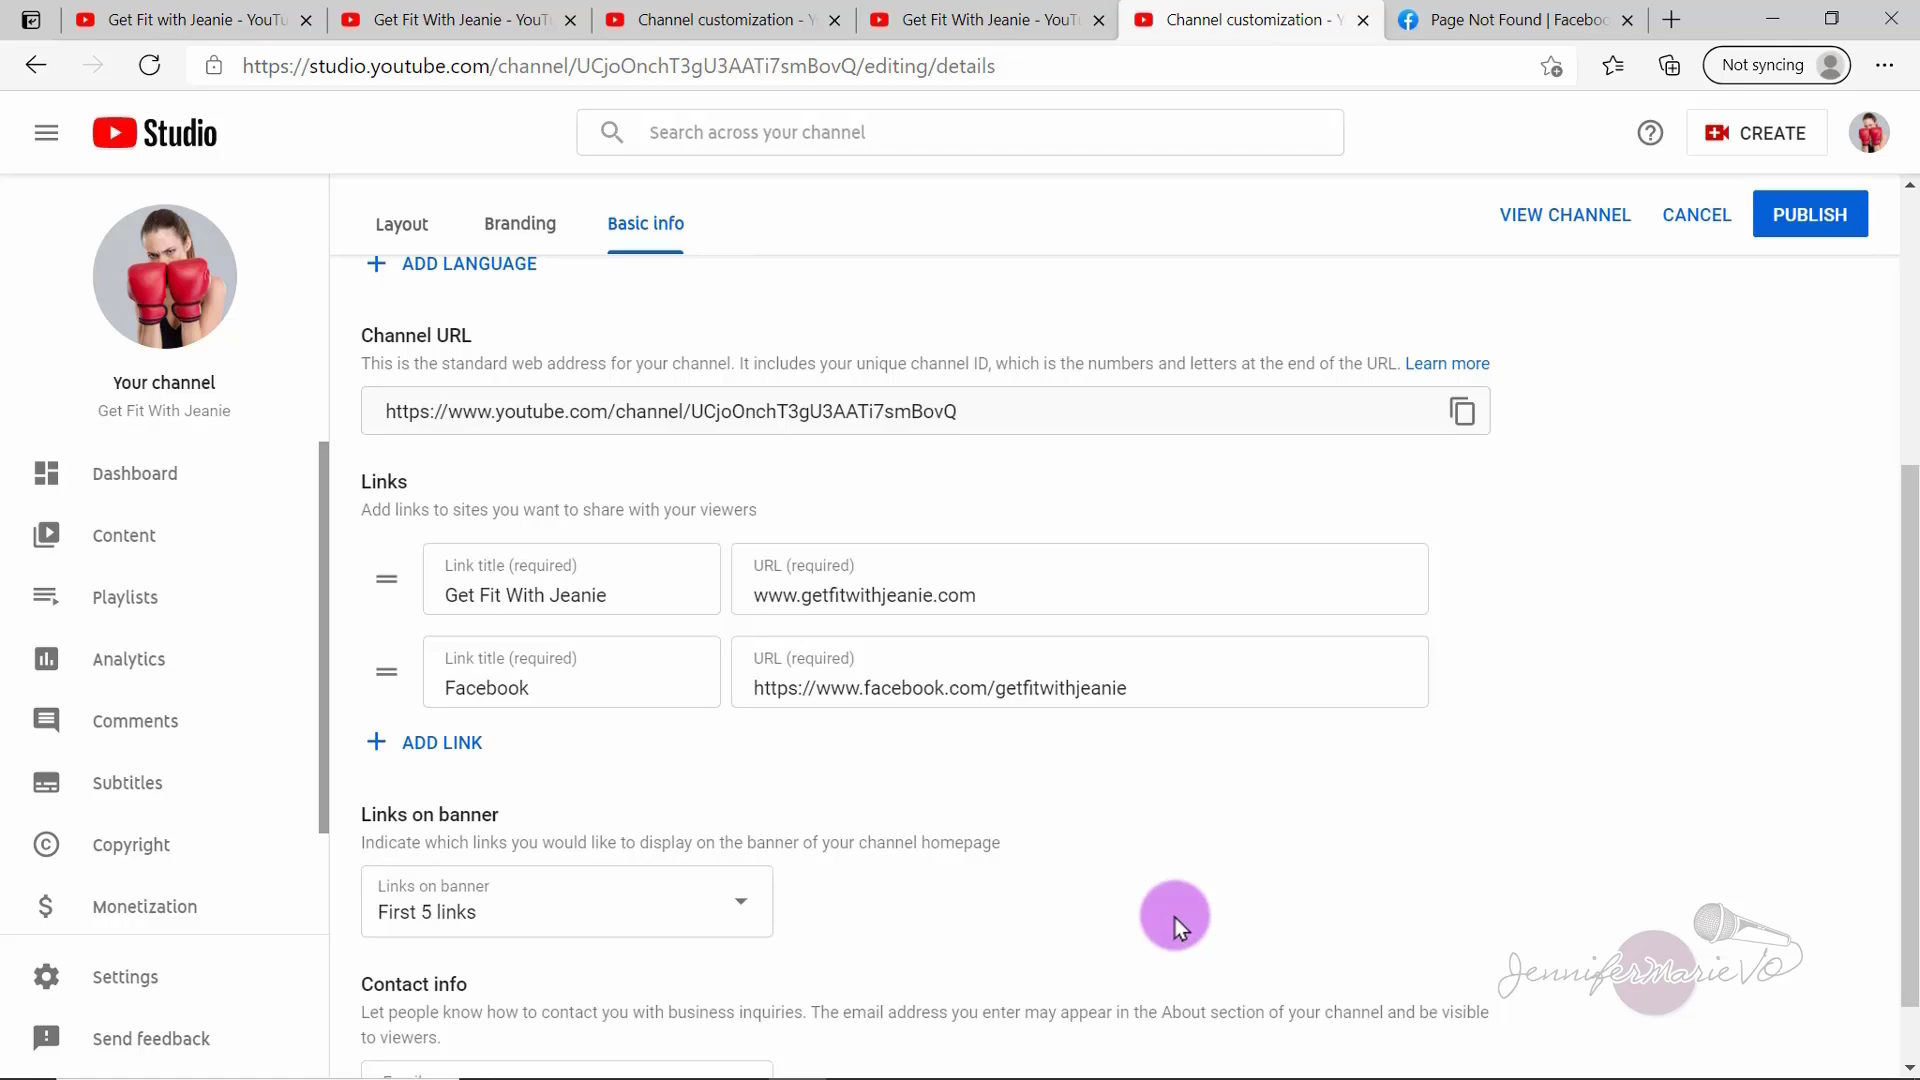 Get Fit with Jeanie - YouTu
Get Fit With Jeanie - YouT
Channel customization - Y
Get Fit With Jeanie - YouTu
Channel customization - Y
Page Not Found | Faceboo
https://studio.youtube.com/channel/UCjoOnchT3gU3AATi7smBovQ/editing/details
Not syncing
Studio
Search across your channel
CREATE
Your channel
Get Fit With Jeanie
Dashboard
Content
Playlists
Analytics
Comments
Subtitles
Copyright
Monetization
Settings
Send feedback
Layout
Branding
Basic info
VIEW CHANNEL
CANCEL
PUBLISH
+ ADD LANGUAGE
Channel URL
This is the standard web address for your channel. It includes your unique channel ID, which is the numbers and letters at the end of the URL. Learn more
https://www.youtube.com/channel/UCjoOnchT3gU3AATi7smBovQ
Links
Add links to sites you want to share with your viewers
Link title (required)
Get Fit With Jeanie
URL (required)
www.getfitwithjeanie.com
Link title (required)
Facebook
URL (required)
https://www.facebook.com/getfitwithjeanie
+ ADD LINK
Links on banner
Indicate which links you would like to display on the banner of your channel homepage
Links on banner
First 5 links
Contact info
Let people know how to contact you with business inquiries. The email address you enter may appear in the About section of your channel and be visible
to viewers.
JenniferMarieVO